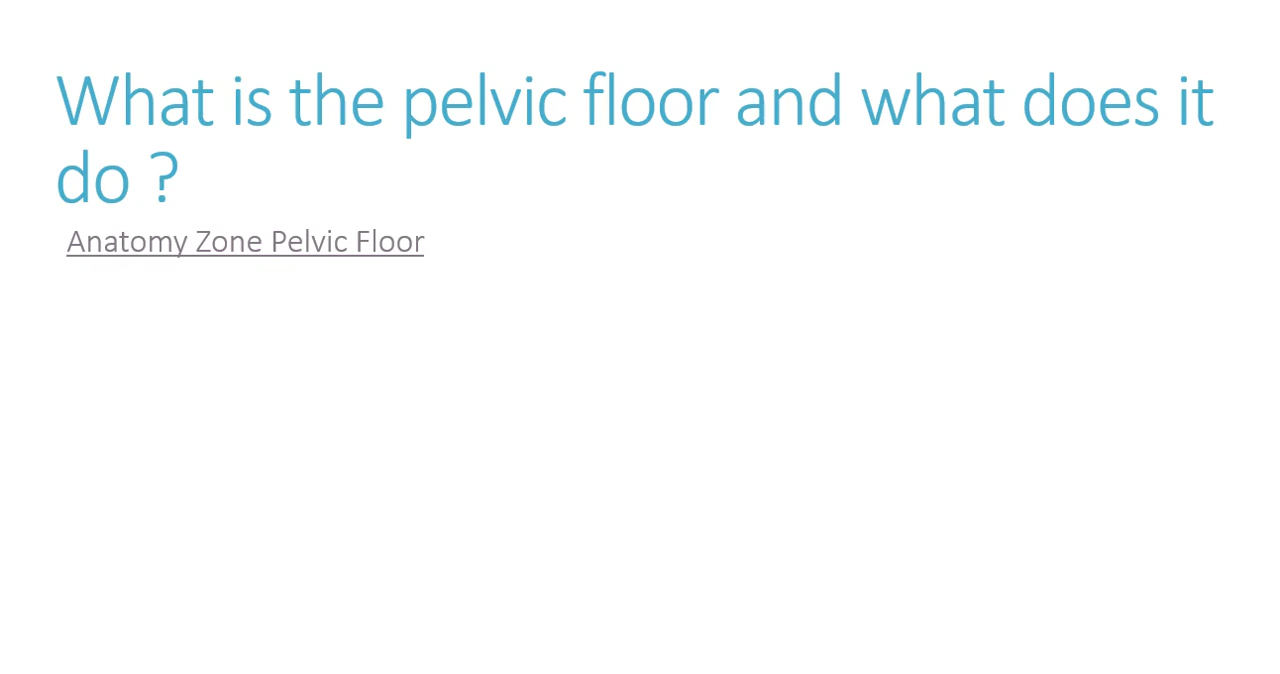 What is the pelvic floor and what does it
do ?
Anatomy Zone Pelvic Floor